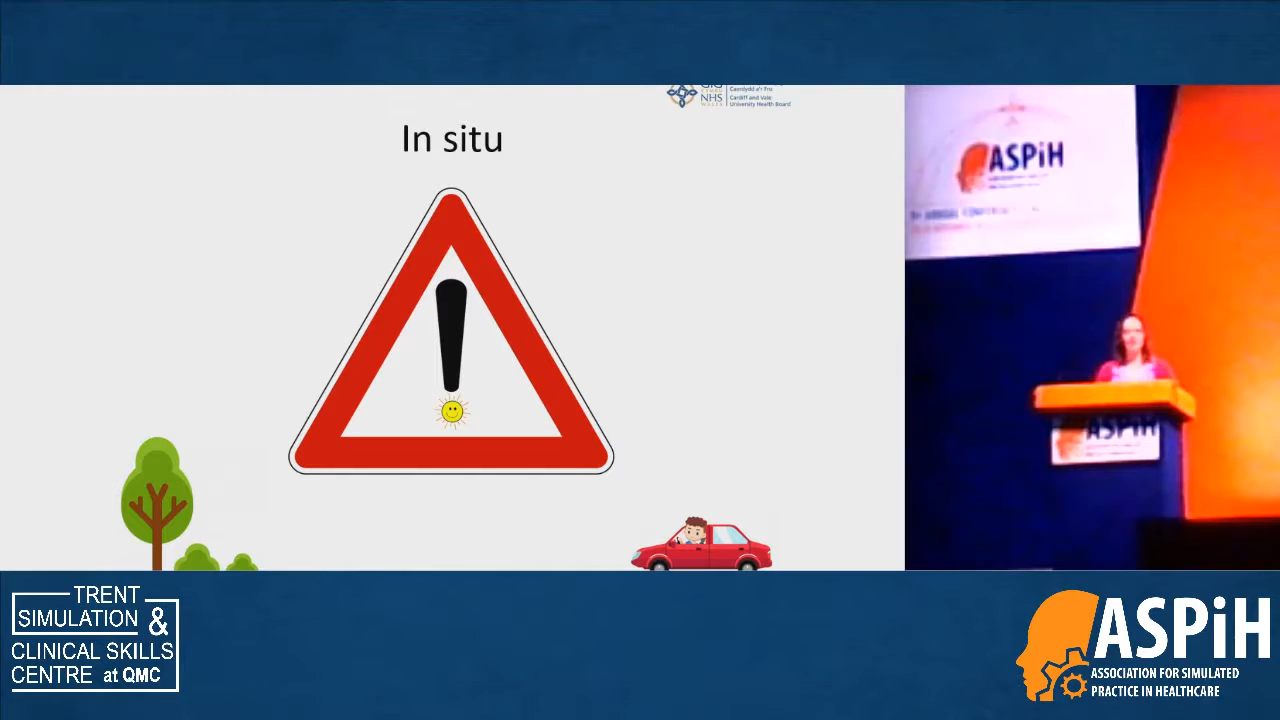 NHS
WALES
Caerdydd a'r Fro
Cardiff and Vale
University Health Board
In situ
ASPiH
ASPiH
TRENT
SIMULATION &
CLINICAL SKILLS
CENTRE at QMC
ASPiH
ASSOCIATION FOR SIMULATED
PRACTICE IN HEALTHCARE